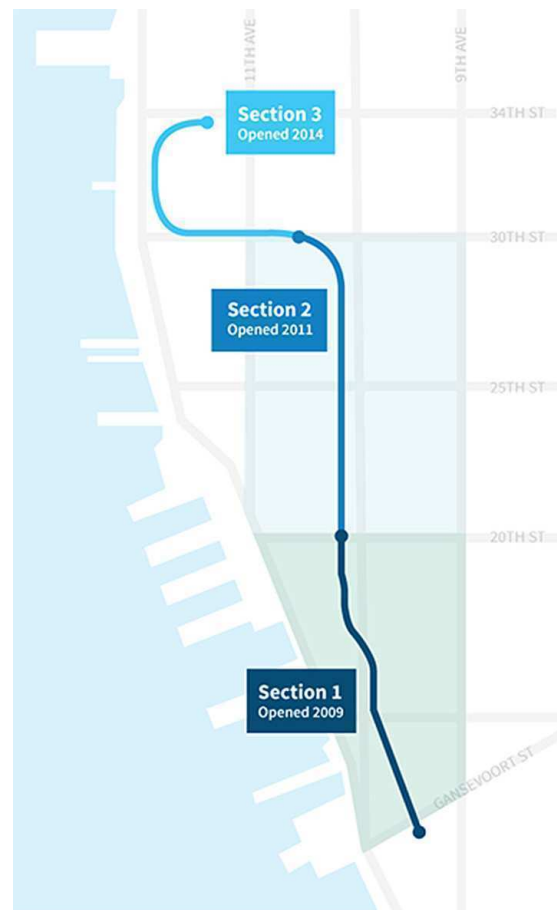 11TH AVE
9TH AVE
Section 3
Opened 2014
34TH ST
30TH ST
Section 2
Opened 2011
25TH ST
20TH ST
Section 1
Opened 2009
GANSEVOORT ST